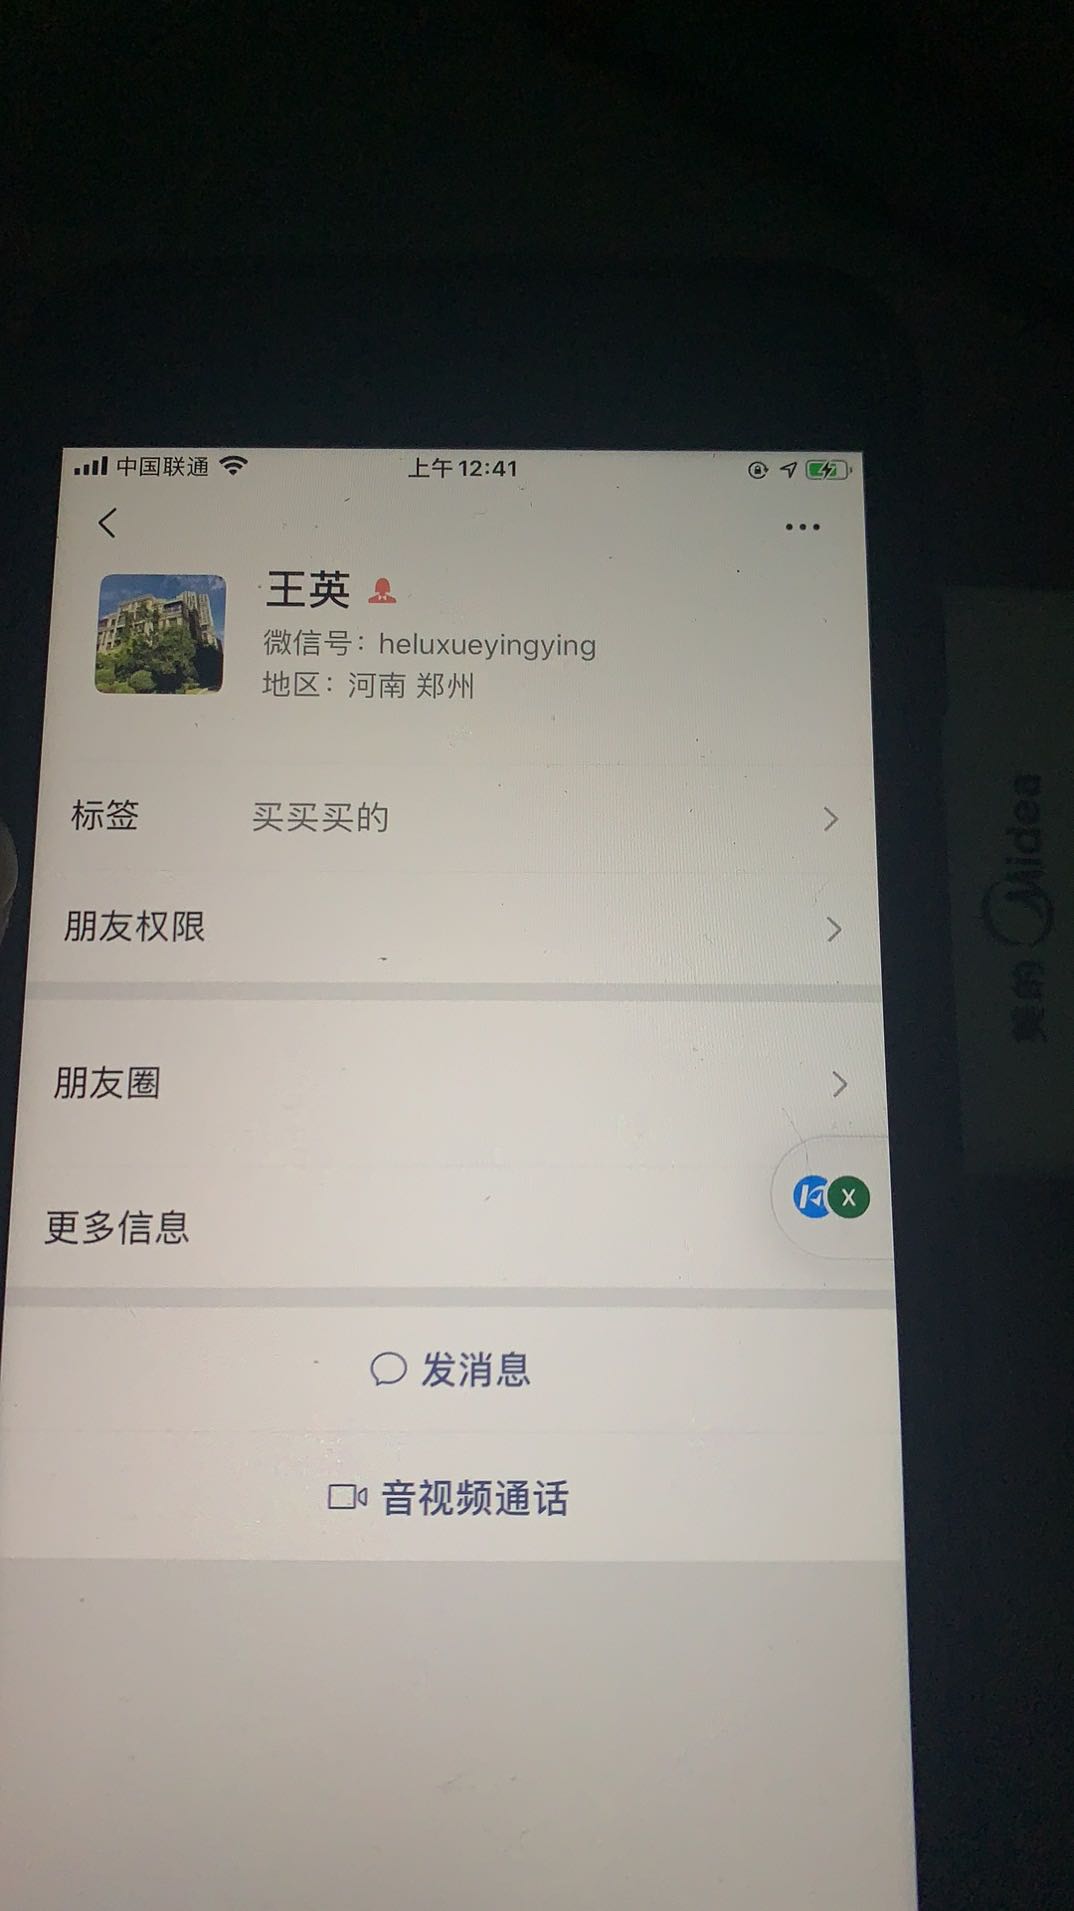 中国联通
上午12:41
王英
微信号：heluxueyingying
地区：河南 郑州
标签 买买买的
朋友权限
朋友圈
X
更多信息
发消息
音视频通话
美的 Midea